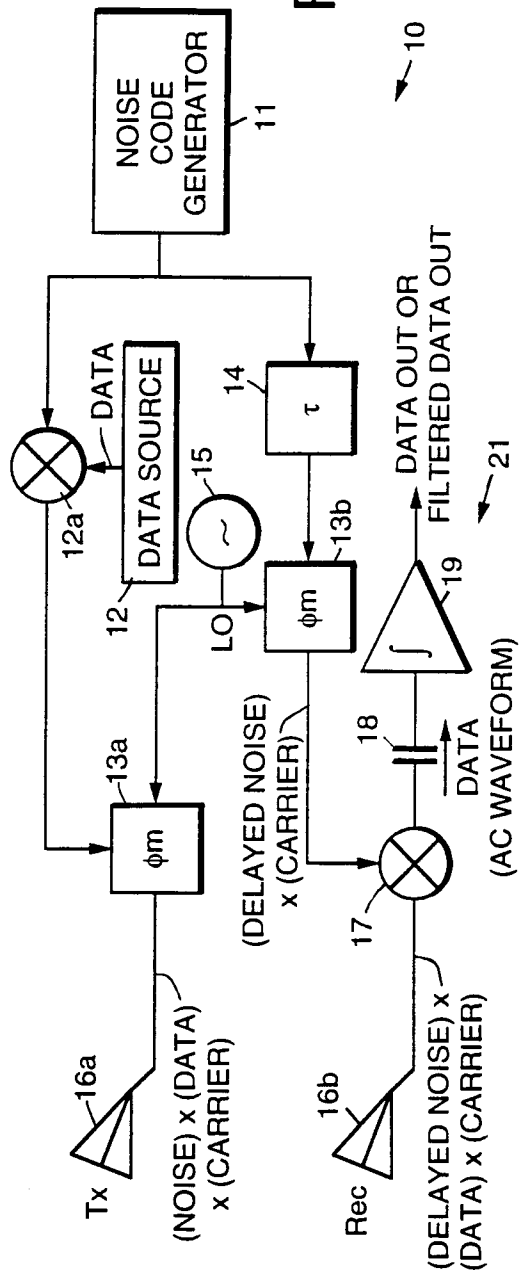 F
10
NOISE
CODE
GENERATOR
11
12a
DATA
DATA SOURCE
12
15
~
LO
14
τ
13a
ϕm
13b
ϕm
16a
Tx
(NOISE) x (DATA)
x (CARRIER)
(DELAYED NOISE)
x (CARRIER)
16b
Rec
(DELAYED NOISE) x
(DATA) x (CARRIER)
17
18
DATA
(AC WAVEFORM)
∫
19
DATA OUT OR
FILTERED DATA OUT
21